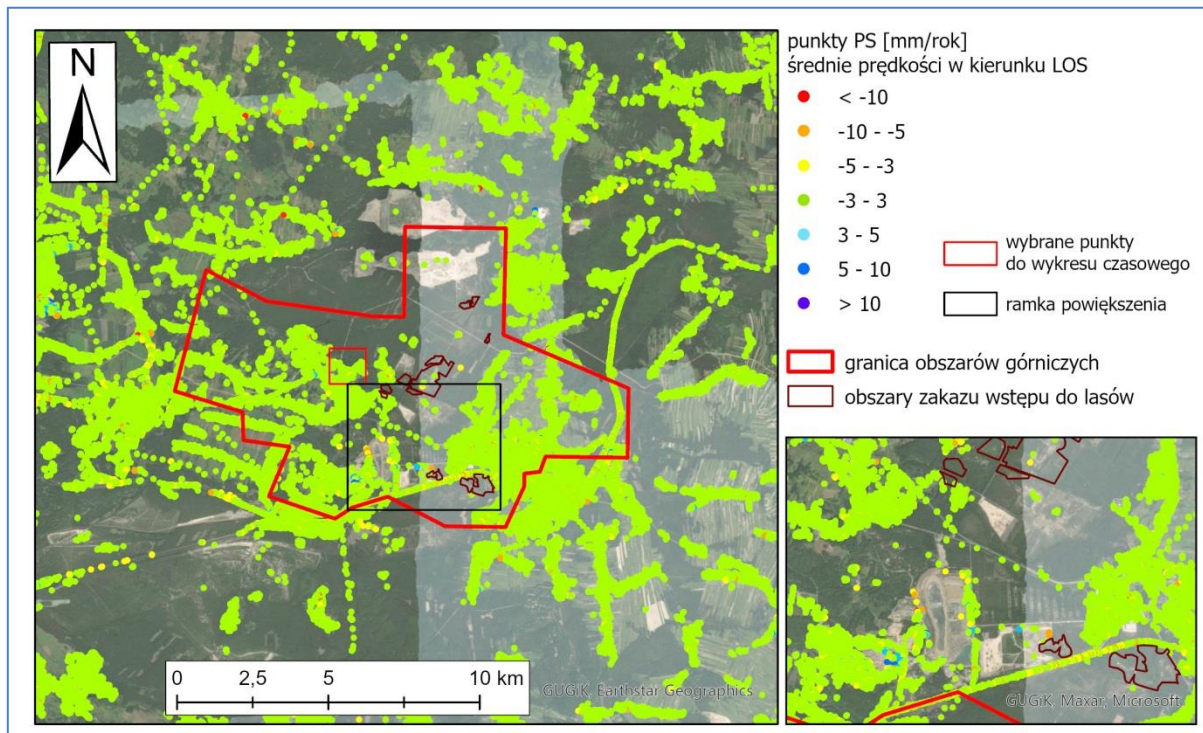 N
punkty PS [mm/rok]
średnie prędkości w kierunku LOS
< -10
-10 - -5
-5 - -3
-3 - 3
3 - 5
5 - 10
> 10
wybrane punkty
do wykresu czasowego
ramka powiększenia
granica obszarów górniczych
obszary zakazu wstępu do lasów
0 2,5 5 10 km
GUGiK, Earthstar Geographics
GUGiK, Maxar, Microsoft